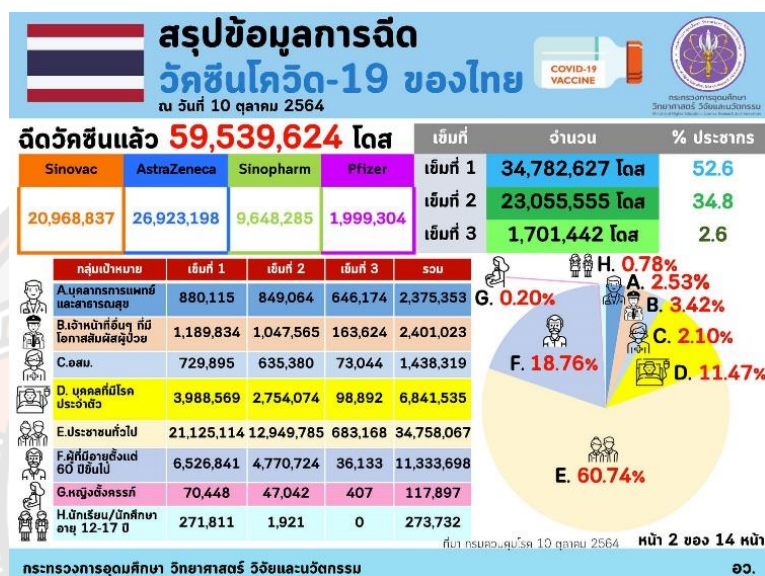 สรุปข้อมูลการฉีด
วัคซีนโควิด-19 ของไทย
ณ วันที่ 10 ตุลาคม 2564
COVID-19
VACCINE
กระทรวงการอุดมศึกษา
วิทยาศาสตร์ วิจัยและนวัตกรรม
ฉีดวัคซีนแล้ว 59,539,624 โดส
Sinovac AstraZeneca Sinopharm Pfizer
20,968,837 26,923,198 9,648,285 1,999,304
เข็มที่ จำนวน % ประชากร
เข็มที่ 1 34,782,627 โดส 52.6
เข็มที่ 2 23,055,555 โดส 34.8
เข็มที่ 3 1,701,442 โดส 2.6
กลุ่มเป้าหมาย เข็มที่ 1 เข็มที่ 2 เข็มที่ 3 รวม
A.บุคลากรการแพทย์
และสาธารณสุข 880,115 849,064 646,174 2,375,353
B.เจ้าหน้าที่อื่นๆ ที่มี
โอกาสสัมผัสผู้ป่วย 1,189,834 1,047,565 163,624 2,401,023
C.อสม. 729,895 635,380 73,044 1,438,319
D. บุคคลที่มีโรค
ประจำตัว 3,988,569 2,754,074 98,892 6,841,535
E.ประชาชนทั่วไป 21,125,114 12,949,785 683,168 34,758,067
F.ผู้ที่มีอายุตั้งแต่
60 ปีขึ้นไป 6,526,841 4,770,724 36,133 11,333,698
G.หญิงตั้งครรภ์ 70,448 47,042 407 117,897
H.นักเรียน/นักศึกษา
อายุ 12-17 ปี 271,811 1,921 0 273,732
H. 0.78%
A. 2.53%
G. 0.20%
B. 3.42%
C. 2.10%
F. 18.76%
D. 11.47%
E. 60.74%
ที่มา กรมควบคุมโรค 10 ตุลาคม 2564 หน้า 2 ของ 14 หน้า
กระทรวงการอุดมศึกษา วิทยาศาสตร์ วิจัยและนวัตกรรม อว.